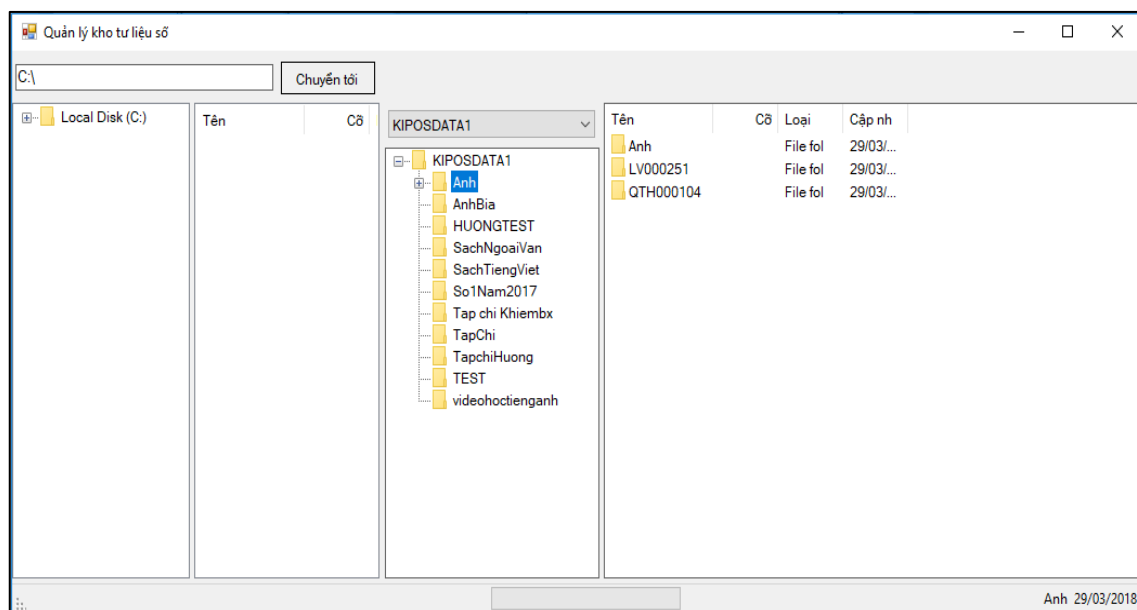 Quản lý kho tư liệu số
C:\
Chuyển tới
Local Disk (C:)
Tên Cỡ
KIPOSDATA1
KIPOSDATA1
Anh
AnhBia
HUONGTEST
SachNgoaiVan
SachTiengViet
So1Nam2017
Tap chi Khiembx
TapChi
TapchiHuong
TEST
videohoctienganh
Tên Cỡ Loại Cập nh
Anh File fol 29/03/...
LV000251 File fol 29/03/...
QTH000104 File fol 29/03/...
Anh 29/03/2018